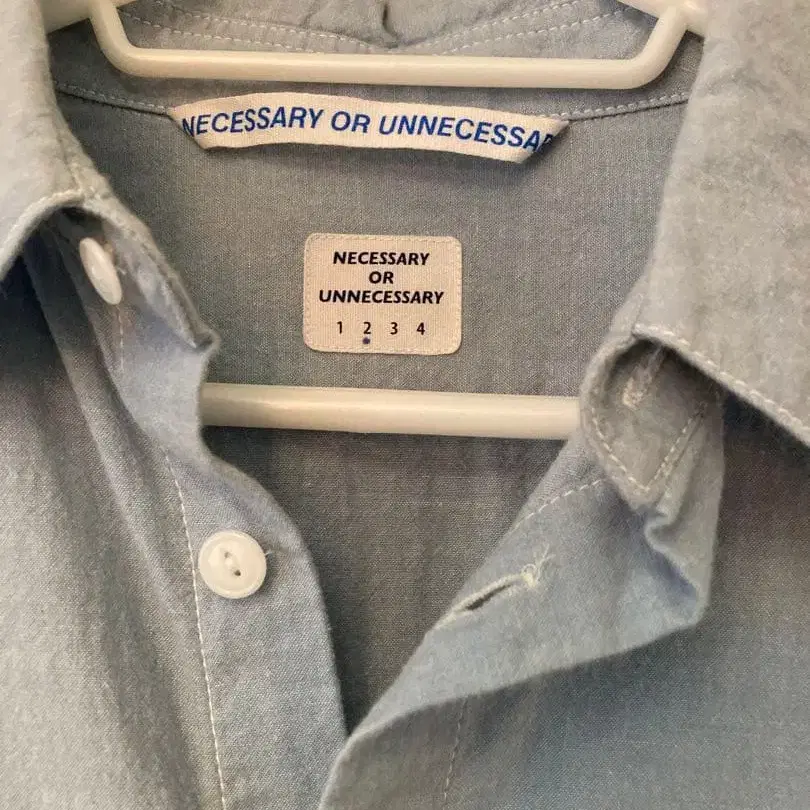 NECESSARY OR UNNECESSAR
NECESSARY
OR
UNNECESSARY
1 2 3 4